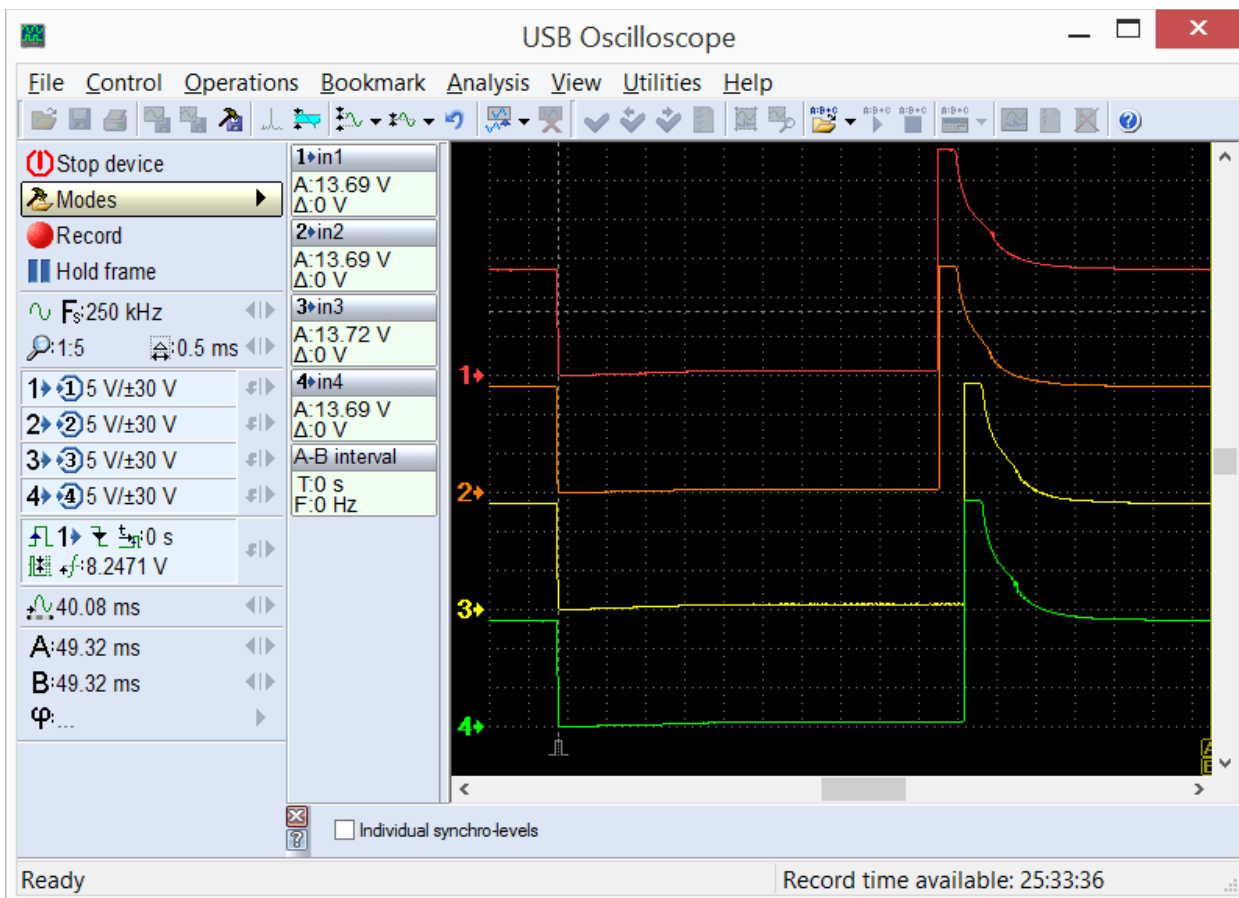 USB Oscilloscope
File Control Operations Bookmark Analysis View Utilities Help
A:B+C A:B+C A:B+C A:B+C
Stop device
Modes
Record
Hold frame
Fs:250 kHz
1:5 0.5 ms
1 1 5 V/±30 V
2 2 5 V/±30 V
3 3 5 V/±30 V
4 4 5 V/±30 V
1 t :0 s
f:8.2471 V
40.08 ms
A:49.32 ms
B:49.32 ms
φ:...
1 in1
A:13.69 V
Δ:0 V
2 in2
A:13.69 V
Δ:0 V
3 in3
A:13.72 V
Δ:0 V
4 in4
A:13.69 V
Δ:0 V
A-B interval
T:0 s
F:0 Hz
1
2
3
4
A
B
Individual synchro-levels
Ready Record time available: 25:33:36